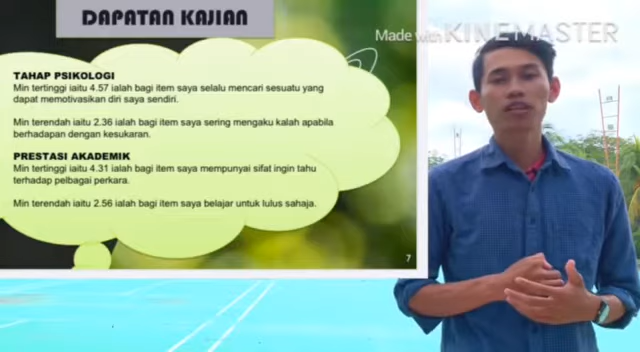 DAPATAN KAJIAN
Made with KINEMASTER
TAHAP PSIKOLOGI
Min tertinggi iaitu 4.57 ialah bagi item saya selalu mencari sesuatu yang
dapat memotivasikan diri saya sendiri.
Min terendah iaitu 2.36 ialah bagi item saya sering mengaku kalah apabila
berhadapan dengan kesukaran.
PRESTASI AKADEMIK
Min tertinggi iaitu 4.31 ialah bagi item saya mempunyai sifat ingin tahu
terhadap pelbagai perkara.
Min terendah iaitu 2.56 ialah bagi item saya belajar untuk lulus sahaja.
7